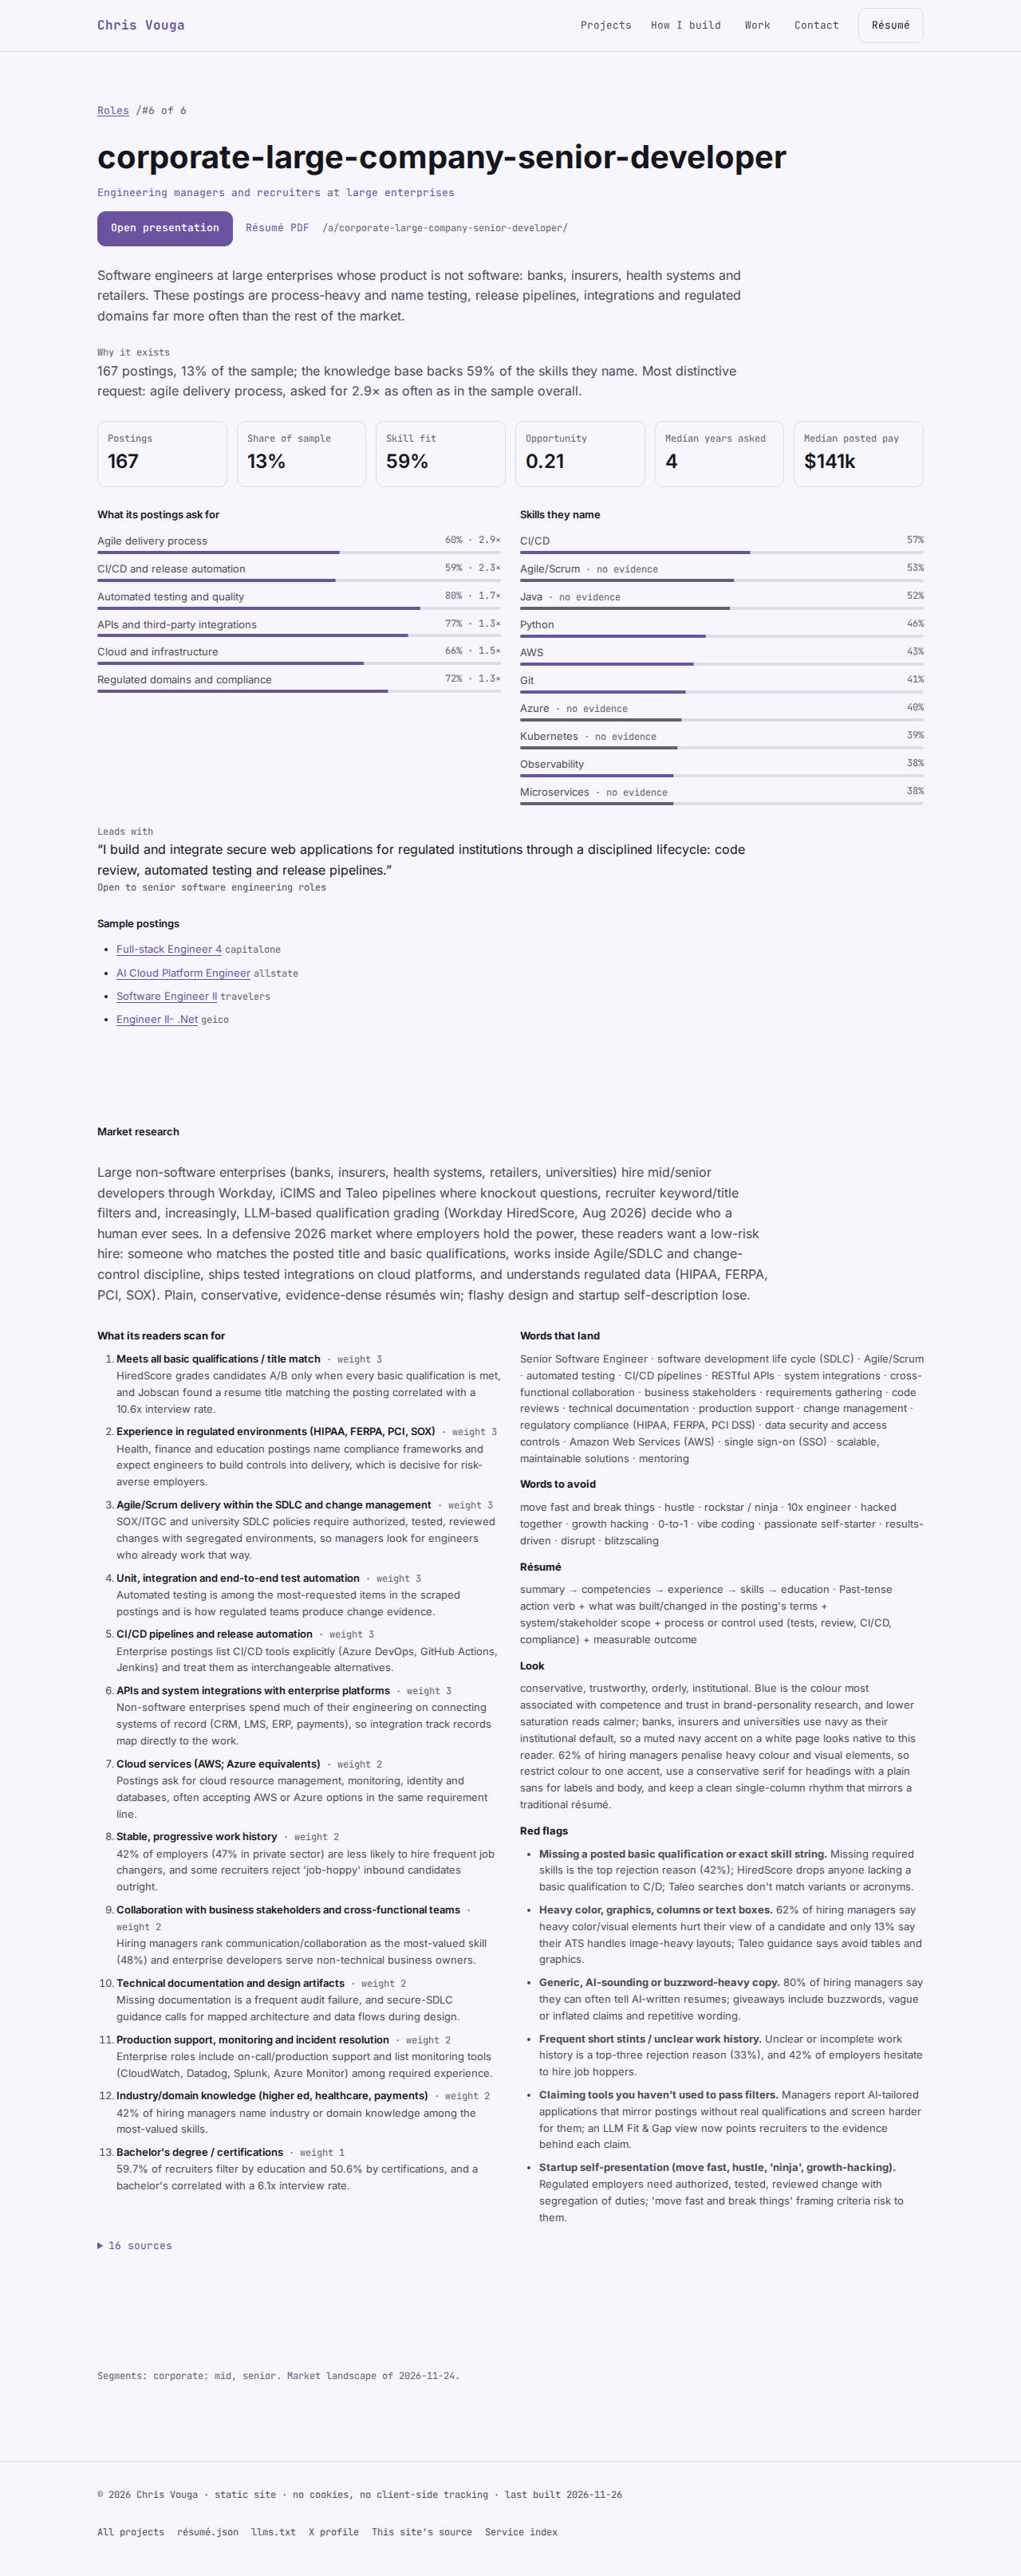 Chris Vouga
Projects How I build Work Contact Résumé
Roles /#6 of 6
corporate-large-company-senior-developer
Engineering managers and recruiters at large enterprises
Open presentation Résumé PDF /a/corporate-large-company-senior-developer/
Software engineers at large enterprises whose product is not software: banks, insurers, health systems and
retailers. These postings are process-heavy and name testing, release pipelines, integrations and regulated
domains far more often than the rest of the market.
Why it exists
167 postings, 13% of the sample; the knowledge base backs 59% of the skills they name. Most distinctive
request: agile delivery process, asked for 2.9× as often as in the sample overall.
Postings
167
Share of sample
13%
Skill fit
59%
Opportunity
0.21
Median years asked
4
Median posted pay
$141k
What its postings ask for
Agile delivery process 60% · 2.9×
CI/CD and release automation 59% · 2.3×
Automated testing and quality 80% · 1.7×
APIs and third-party integrations 77% · 1.3×
Cloud and infrastructure 66% · 1.5×
Regulated domains and compliance 72% · 1.3×
Skills they name
CI/CD 57%
Agile/Scrum · no evidence 53%
Java · no evidence 52%
Python 46%
AWS 43%
Git 41%
Azure · no evidence 40%
Kubernetes · no evidence 39%
Observability 38%
Microservices · no evidence 38%
Leads with
“I build and integrate secure web applications for regulated institutions through a disciplined lifecycle: code
review, automated testing and release pipelines.”
Open to senior software engineering roles
Sample postings
• Full-stack Engineer 4 capitalone
• AI Cloud Platform Engineer allstate
• Software Engineer II travelers
• Engineer II- .Net geico
Market research
Large non-software enterprises (banks, insurers, health systems, retailers, universities) hire mid/senior
developers through Workday, iCIMS and Taleo pipelines where knockout questions, recruiter keyword/title
filters and, increasingly, LLM-based qualification grading (Workday HiredScore, Aug 2026) decide who a
human ever sees. In a defensive 2026 market where employers hold the power, these readers want a low-risk
hire: someone who matches the posted title and basic qualifications, works inside Agile/SDLC and change-
control discipline, ships tested integrations on cloud platforms, and understands regulated data (HIPAA, FERPA,
PCI, SOX). Plain, conservative, evidence-dense résumés win; flashy design and startup self-description lose.
What its readers scan for
1. Meets all basic qualifications / title match · weight 3
HiredScore grades candidates A/B only when every basic qualification is met,
and Jobscan found a resume title matching the posting correlated with a
10.6x interview rate.
2. Experience in regulated environments (HIPAA, FERPA, PCI, SOX) · weight 3
Health, finance and education postings name compliance frameworks and
expect engineers to build controls into delivery, which is decisive for risk-
averse employers.
3. Agile/Scrum delivery within the SDLC and change management · weight 3
SOX/ITGC and university SDLC policies require authorized, tested, reviewed
changes with segregated environments, so managers look for engineers
who already work that way.
4. Unit, integration and end-to-end test automation · weight 3
Automated testing is among the most-requested items in the scraped
postings and is how regulated teams produce change evidence.
5. CI/CD pipelines and release automation · weight 3
Enterprise postings list CI/CD tools explicitly (Azure DevOps, GitHub Actions,
Jenkins) and treat them as interchangeable alternatives.
6. APIs and system integrations with enterprise platforms · weight 3
Non-software enterprises spend much of their engineering on connecting
systems of record (CRM, LMS, ERP, payments), so integration track records
map directly to the work.
7. Cloud services (AWS; Azure equivalents) · weight 2
Postings ask for cloud resource management, monitoring, identity and
databases, often accepting AWS or Azure options in the same requirement
line.
8. Stable, progressive work history · weight 2
42% of employers (47% in private sector) are less likely to hire frequent job
changers, and some recruiters reject 'job-hoppy' inbound candidates
outright.
9. Collaboration with business stakeholders and cross-functional teams ·
weight 2
Hiring managers rank communication/collaboration as the most-valued skill
(48%) and enterprise developers serve non-technical business owners.
10. Technical documentation and design artifacts · weight 2
Missing documentation is a frequent audit failure, and secure-SDLC
guidance calls for mapped architecture and data flows during design.
11. Production support, monitoring and incident resolution · weight 2
Enterprise roles include on-call/production support and list monitoring tools
(CloudWatch, Datadog, Splunk, Azure Monitor) among required experience.
12. Industry/domain knowledge (higher ed, healthcare, payments) · weight 2
42% of hiring managers name industry or domain knowledge among the
most-valued skills.
13. Bachelor's degree / certifications · weight 1
59.7% of recruiters filter by education and 50.6% by certifications, and a
bachelor's correlated with a 6.1x interview rate.
Words that land
Senior Software Engineer · software development life cycle (SDLC) · Agile/Scrum
· automated testing · CI/CD pipelines · RESTful APIs · system integrations · cross-
functional collaboration · business stakeholders · requirements gathering · code
reviews · technical documentation · production support · change management ·
regulatory compliance (HIPAA, FERPA, PCI DSS) · data security and access
controls · Amazon Web Services (AWS) · single sign-on (SSO) · scalable,
maintainable solutions · mentoring
Words to avoid
move fast and break things · hustle · rockstar / ninja · 10x engineer · hacked
together · growth hacking · 0-to-1 · vibe coding · passionate self-starter · results-
driven · disrupt · blitzscaling
Résumé
summary → competencies → experience → skills → education · Past-tense
action verb + what was built/changed in the posting's terms +
system/stakeholder scope + process or control used (tests, review, CI/CD,
compliance) + measurable outcome
Look
conservative, trustworthy, orderly, institutional. Blue is the colour most
associated with competence and trust in brand-personality research, and lower
saturation reads calmer; banks, insurers and universities use navy as their
institutional default, so a muted navy accent on a white page looks native to this
reader. 62% of hiring managers penalise heavy colour and visual elements, so
restrict colour to one accent, use a conservative serif for headings with a plain
sans for labels and body, and keep a clean single-column rhythm that mirrors a
traditional résumé.
Red flags
• Missing a posted basic qualification or exact skill string. Missing required
skills is the top rejection reason (42%); HiredScore drops anyone lacking a
basic qualification to C/D; Taleo searches don't match variants or acronyms.
• Heavy color, graphics, columns or text boxes. 62% of hiring managers say
heavy color/visual elements hurt their view of a candidate and only 13% say
their ATS handles image-heavy layouts; Taleo guidance says avoid tables and
graphics.
• Generic, AI-sounding or buzzword-heavy copy. 80% of hiring managers say
they can often tell AI-written resumes; giveaways include buzzwords, vague
or inflated claims and repetitive wording.
• Frequent short stints / unclear work history. Unclear or incomplete work
history is a top-three rejection reason (33%), and 42% of employers hesitate
to hire job hoppers.
• Claiming tools you haven't used to pass filters. Managers report AI-tailored
applications that mirror postings without real qualifications and screen harder
for them; an LLM Fit & Gap view now points recruiters to the evidence
behind each claim.
• Startup self-presentation (move fast, hustle, 'ninja', growth-hacking).
Regulated employers need authorized, tested, reviewed change with
segregation of duties; 'move fast and break things' framing criteria risk to
them.
▶ 16 sources
Segments: corporate: mid, senior. Market landscape of 2026-11-24.
© 2026 Chris Vouga · static site · no cookies, no client-side tracking · last built 2026-11-26
All projects résumé.json llms.txt X profile This site's source Service index